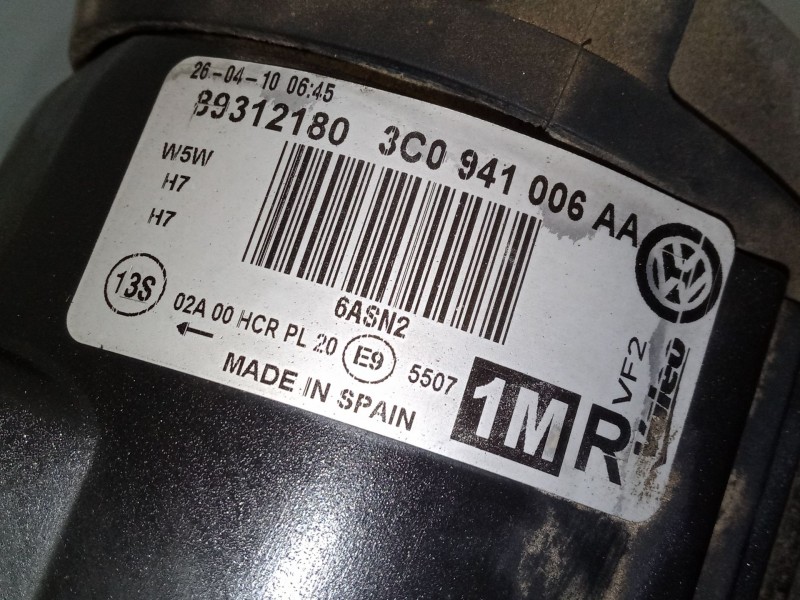 26-04-10 06:45
89312180 3C0 941 006 AA
W5W
H7
H7
6ASN2
13S
02A 00 HCR PL 20 E9 5507
MADE IN SPAIN
1M R
VF2
Valeo